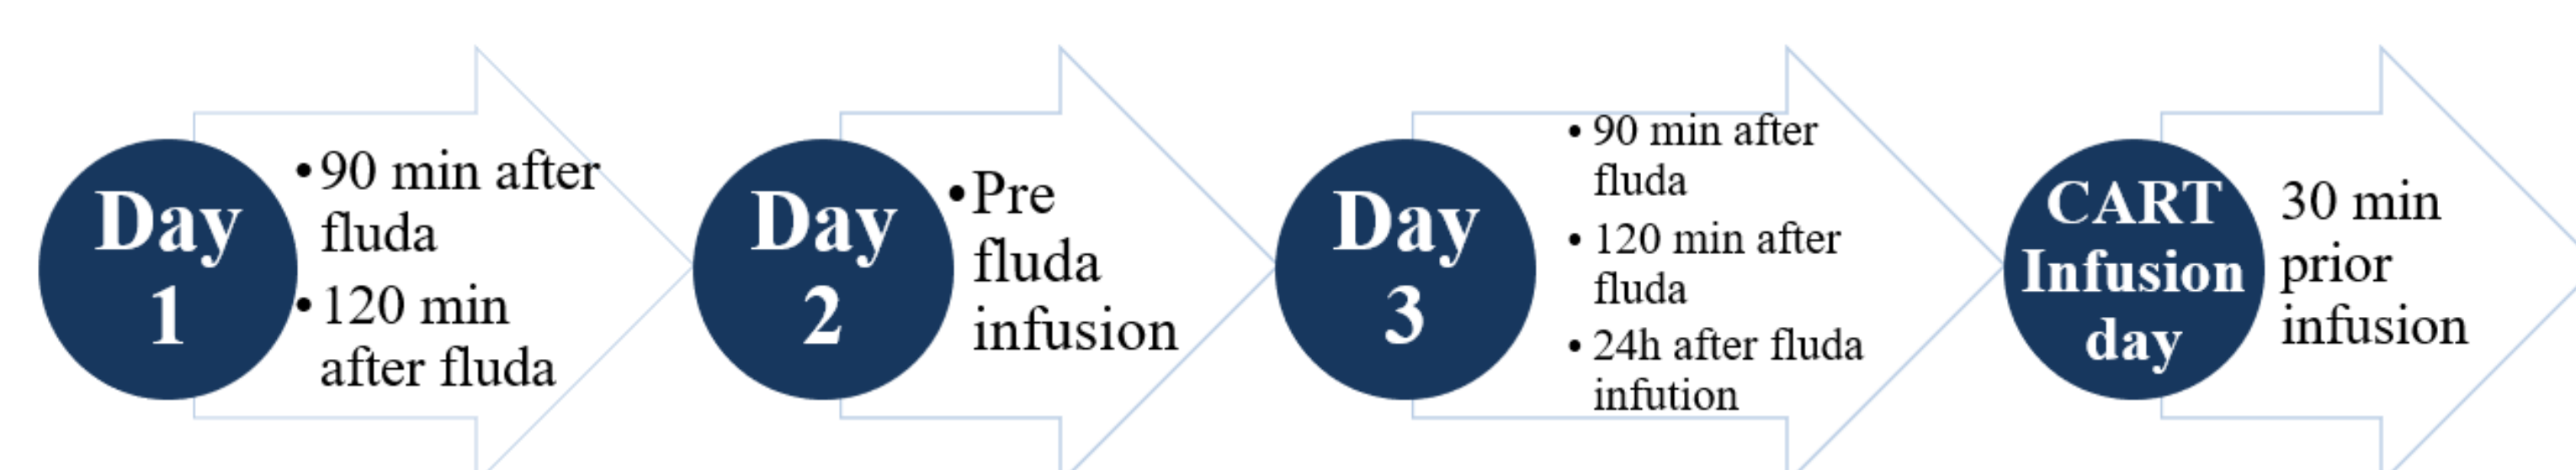 Day
1
•90 min after
fluda
•120 min
after fluda
Day
2
•Pre
fluda
infusion
Day
3
• 90 min after
fluda
• 120 min after
fluda
• 24h after fluda
infution
CART
Infusion
day
30 min
prior
infusion